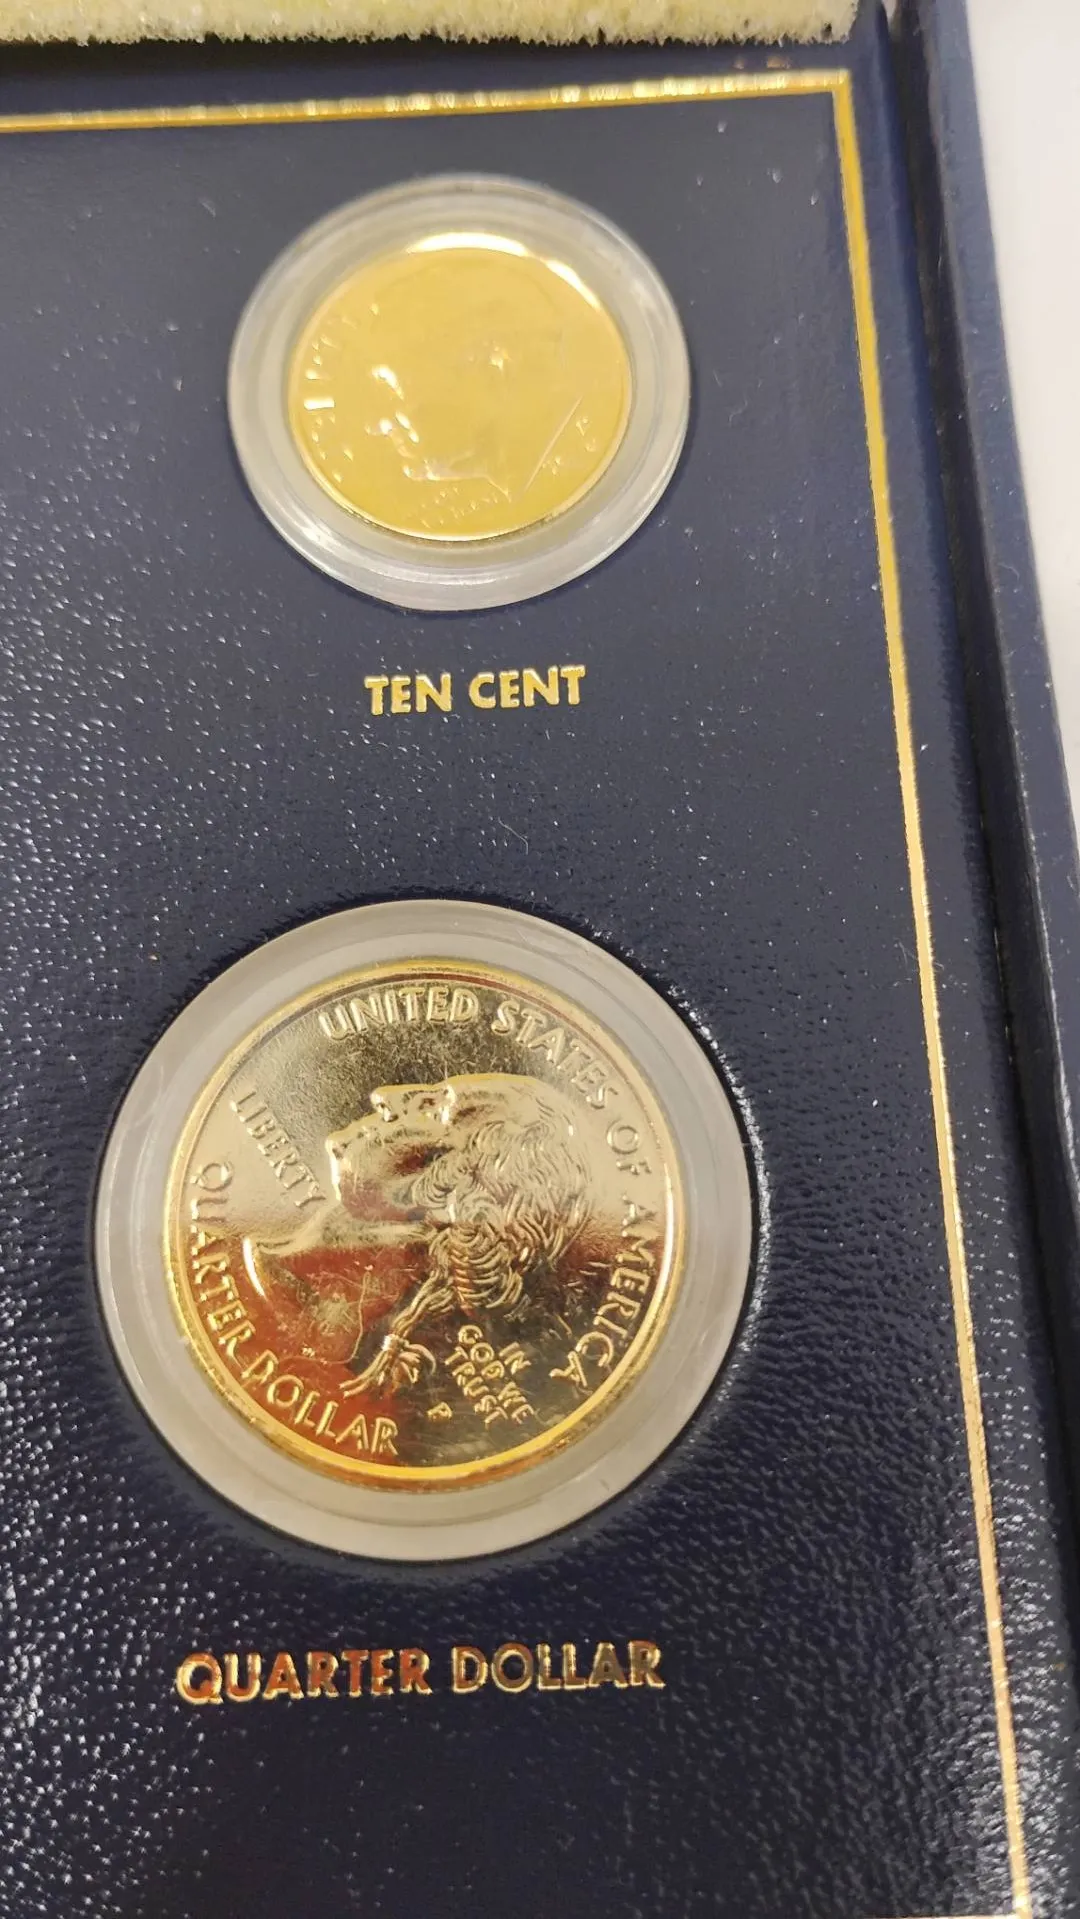 TEN CENT
UNITED STATES OF AMERICA
LIBERTY
IN
GOD WE
TRUST
P
QUARTER DOLLAR
QUARTER DOLLAR